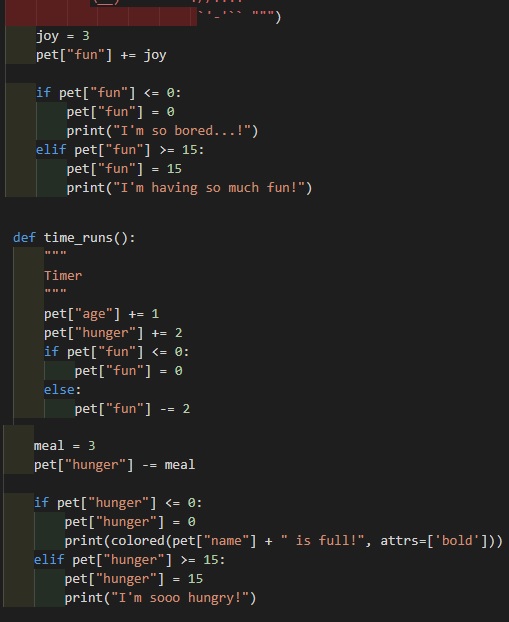 ``'-'`` """)
joy = 3
pet["fun"] += joy
if pet["fun"] <= 0:
pet["fun"] = 0
print("I'm so bored...!")
elif pet["fun"] >= 15:
pet["fun"] = 15
print("I'm having so much fun!")
def time_runs():
"""
Timer
"""
pet["age"] += 1
pet["hunger"] += 2
if pet["fun"] <= 0:
pet["fun"] = 0
else:
pet["fun"] -= 2
meal = 3
pet["hunger"] -= meal
if pet["hunger"] <= 0:
pet["hunger"] = 0
print(colored(pet["name"] + " is full!", attrs=['bold']))
elif pet["hunger"] >= 15:
pet["hunger"] = 15
print("I'm sooo hungry!")